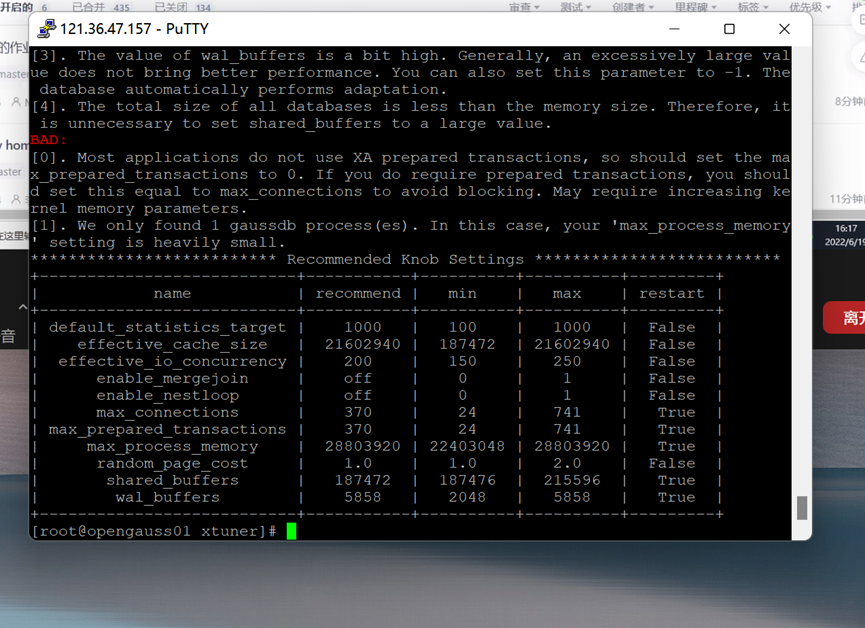 开启的 6 已合并 435 已关闭 134 审查 测试 创建者 里程碑 标签 优先级
121.36.47.157 - PuTTY
[3]. The value of wal_buffers is a bit high. Generally, an excessively large val
ue does not bring better performance. You can also set this parameter to -1. The
database automatically performs adaptation.
[4]. The total size of all databases is less than the memory size. Therefore, it
is unnecessary to set shared_buffers to a large value.
BAD:
[0]. Most applications do not use XA prepared transactions, so should set the ma
x_prepared_transactions to 0. If you do require prepared transactions, you shoul
d set this equal to max_connections to avoid blocking. May require increasing ke
rnel memory parameters.
[1]. We only found 1 gaussdb process(es). In this case, your 'max_process_memory
' setting is heavily small.
************************* Recommended Knob Settings **************************
| name | recommend | min | max | restart |
| default_statistics_target | 1000 | 100 | 1000 | False |
| effective_cache_size | 21602940 | 187472 | 21602940 | False |
| effective_io_concurrency | 200 | 150 | 250 | False |
| enable_mergejoin | off | 0 | 1 | False |
| enable_nestloop | off | 0 | 1 | False |
| max_connections | 370 | 24 | 741 | True |
| max_prepared_transactions | 370 | 24 | 741 | True |
| max_process_memory | 28803920 | 22403048 | 28803920 | True |
| random_page_cost | 1.0 | 1.0 | 2.0 | False |
| shared_buffers | 187472 | 187476 | 215596 | True |
| wal_buffers | 5858 | 2048 | 5858 | True |
[root@opengauss01 xtuner]#
的作业
master
8分钟
y hom
aster
11分钟
16:17
2022/6/19
离开
音